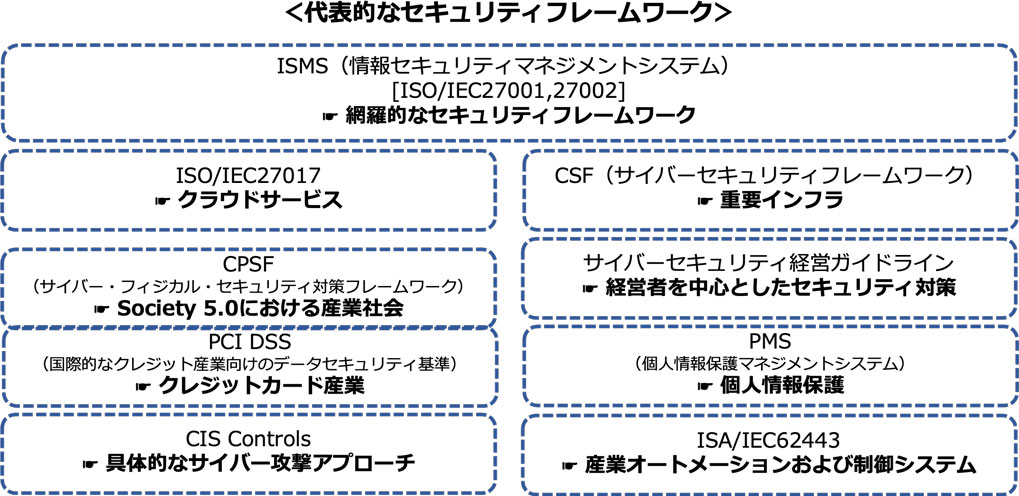 <代表的なセキュリティフレームワーク>
ISMS（情報セキュリティマネジメントシステム）
[ISO/IEC27001,27002]
☛ 網羅的なセキュリティフレームワーク
ISO/IEC27017
☛ クラウドサービス
CSF（サイバーセキュリティフレームワーク）
☛ 重要インフラ
CPSF
（サイバー・フィジカル・セキュリティ対策フレームワーク）
☛ Society 5.0における産業社会
サイバーセキュリティ経営ガイドライン
☛ 経営者を中心としたセキュリティ対策
PCI DSS
（国際的なクレジット産業向けのデータセキュリティ基準）
☛ クレジットカード産業
PMS
（個人情報保護マネジメントシステム）
☛ 個人情報保護
CIS Controls
☛ 具体的なサイバー攻撃アプローチ
ISA/IEC62443
☛ 産業オートメーションおよび制御システム